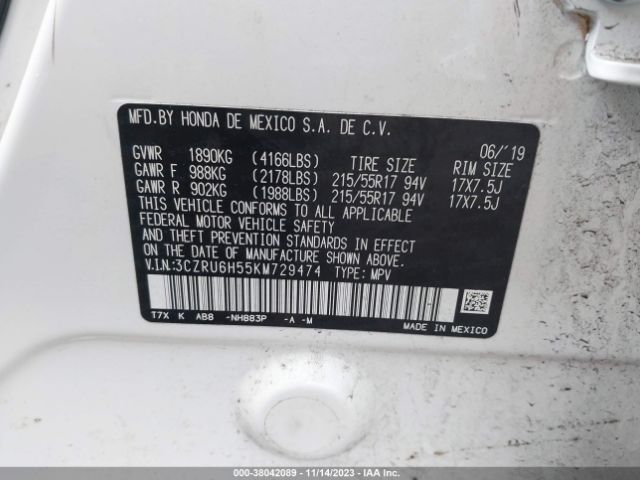 MFD.BY HONDA DE MEXICO S.A. DE C.V.
06/'19
GVWR 1890KG (4166LBS) TIRE SIZE RIM SIZE
GAWR F 988KG (2178LBS) 215/55R17 94V 17X7.5J
GAWR R 902KG (1988LBS) 215/55R17 94V 17X7.5J
THIS VEHICLE CONFORMS TO ALL APPLICABLE
FEDERAL MOTOR VEHICLE SAFETY
AND THEFT PREVENTION STANDARDS IN EFFECT
ON THE DATE OF MANUFACTURE SHOWN ABOVE.
V.I.N.:3CZRU6H55KM729474 TYPE: MPV
T7X K AB8 -NH883P -A -M
MADE IN MEXICO
000-38042089 - 11/14/2023 - IAA Inc.